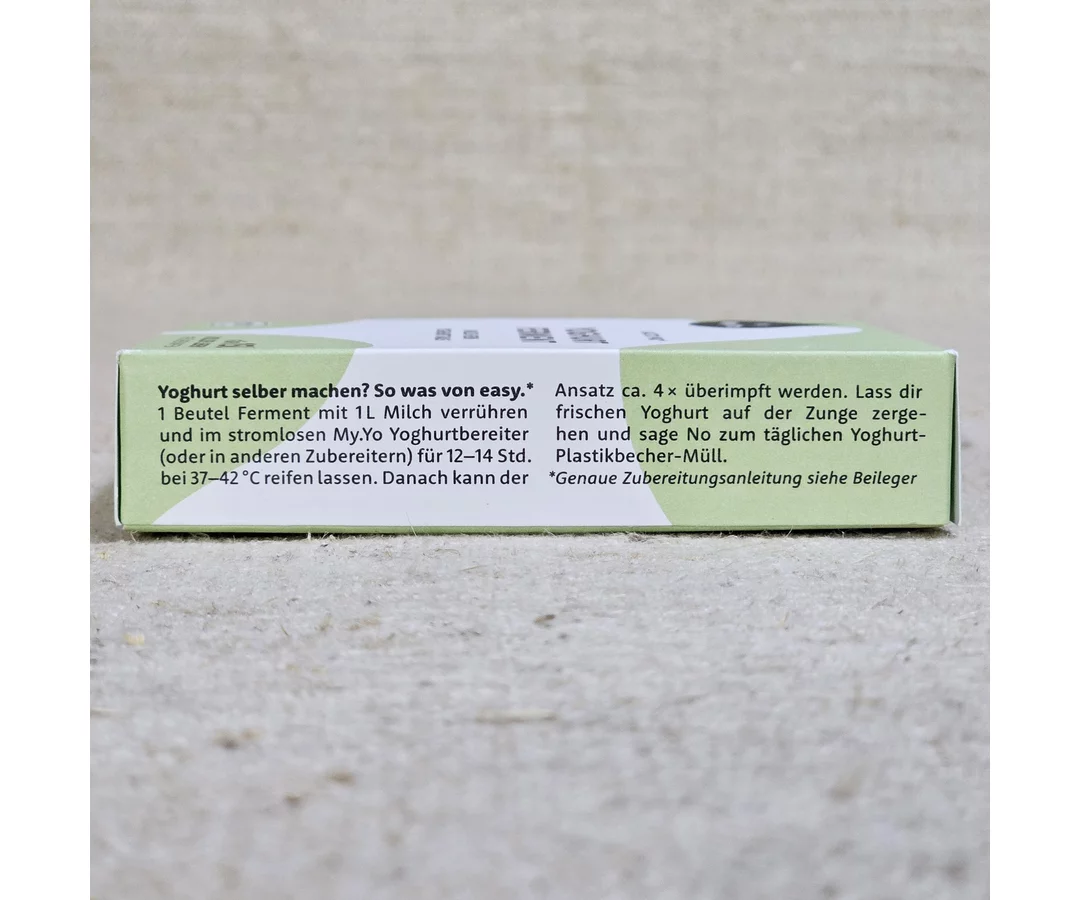 Yoghurt selber machen? So was von easy.*
1 Beutel Ferment mit 1 L Milch verrühren
und im stromlosen My.Yo Yoghurtbereiter
(oder in anderen Zubereitern) für 12–14 Std.
bei 37–42 °C reifen lassen. Danach kann der
Ansatz ca. 4× überimpft werden. Lass dir
frischen Yoghurt auf der Zunge zerge-
hen und sage No zum täglichen Yoghurt-
Plastikbecher-Müll.
*Genaue Zubereitungsanleitung siehe Beileger